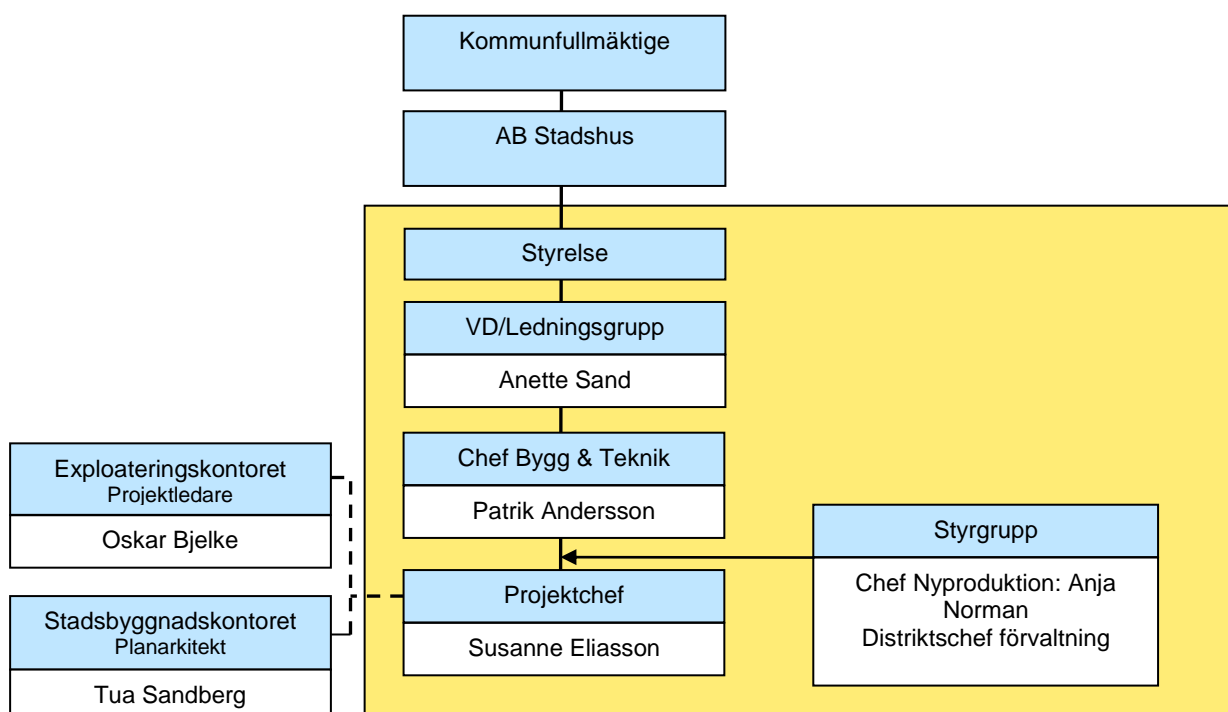 Kommunfullmäktige
AB Stadshus
Styrelse
VD/Ledningsgrupp
Anette Sand
Chef Bygg & Teknik
Patrik Andersson
Exploateringskontoret
Projektledare
Oskar Bjelke
Styrgrupp
Chef Nyproduktion: Anja
Norman
Distriktschef förvaltning
Projektchef
Susanne Eliasson
Stadsbyggnadskontoret
Planarkitekt
Tua Sandberg